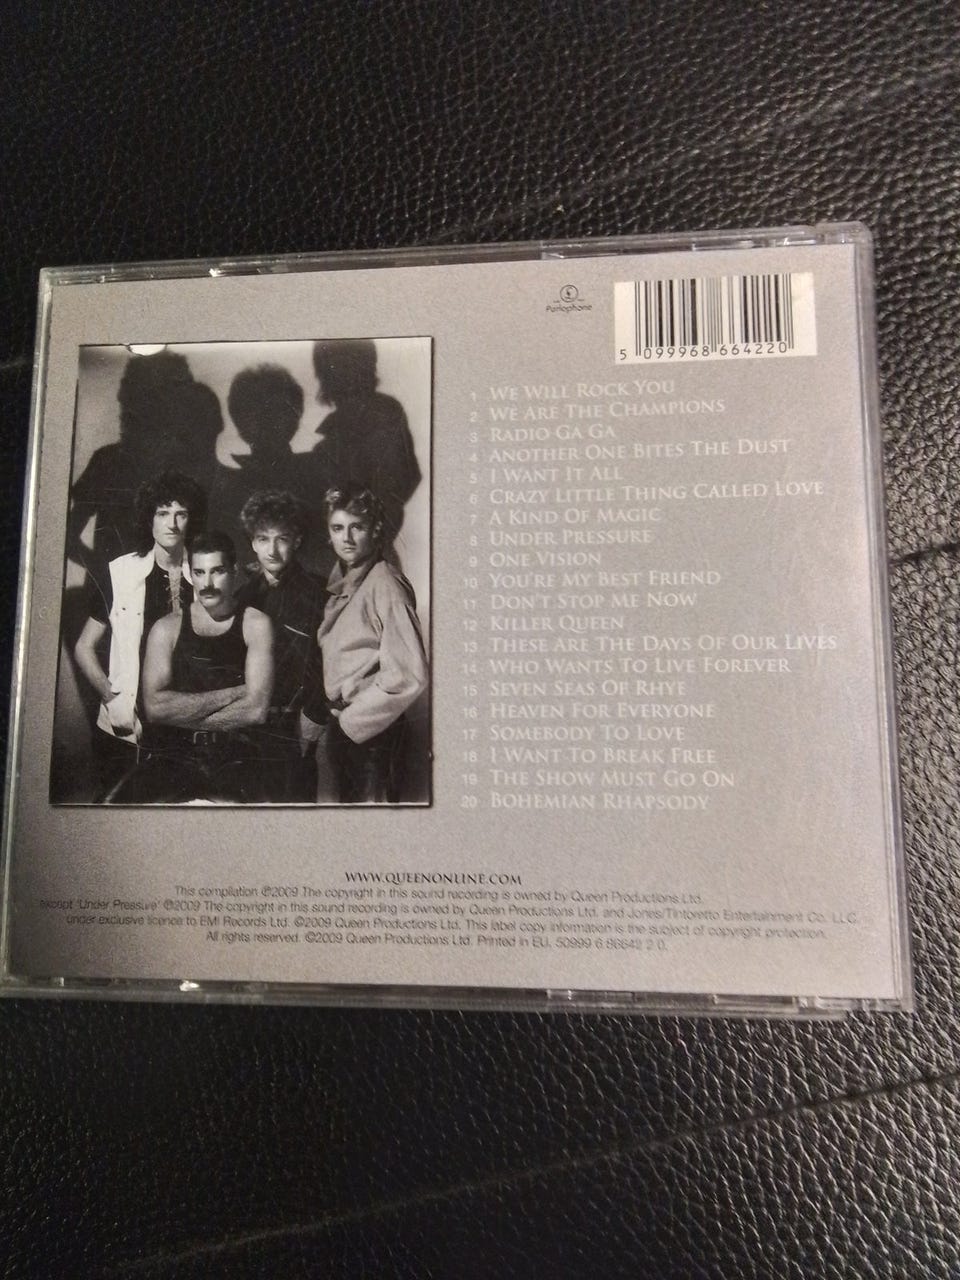 Parlophone
5 099968 664220
1 WE WILL ROCK YOU
2 WE ARE THE CHAMPIONS
3 RADIO GA GA
4 ANOTHER ONE BITES THE DUST
5 I WANT IT ALL
6 CRAZY LITTLE THING CALLED LOVE
7 A KIND OF MAGIC
8 UNDER PRESSURE
9 ONE VISION
10 YOU'RE MY BEST FRIEND
11 DON'T STOP ME NOW
12 KILLER QUEEN
13 THESE ARE THE DAYS OF OUR LIVES
14 WHO WANTS TO LIVE FOREVER
15 SEVEN SEAS OF RHYE
16 HEAVEN FOR EVERYONE
17 SOMEBODY TO LOVE
18 I WANT TO BREAK FREE
19 THE SHOW MUST GO ON
20 BOHEMIAN RHAPSODY
WWW.QUEENONLINE.COM
This compilation ℗2009 The copyright in this sound recording is owned by Queen Productions Ltd.
except 'Under Pressure' ℗2009 The copyright in this sound recording is owned by Queen Productions Ltd. and Jones/Tintoretto Entertainment Co. LLC.
under exclusive licence to EMI Records Ltd. ©2009 Queen Productions Ltd. This label copy information is the subject of copyright protection.
All rights reserved. ©2009 Queen Productions Ltd. Printed in EU. 50999 6 86642 2 0.